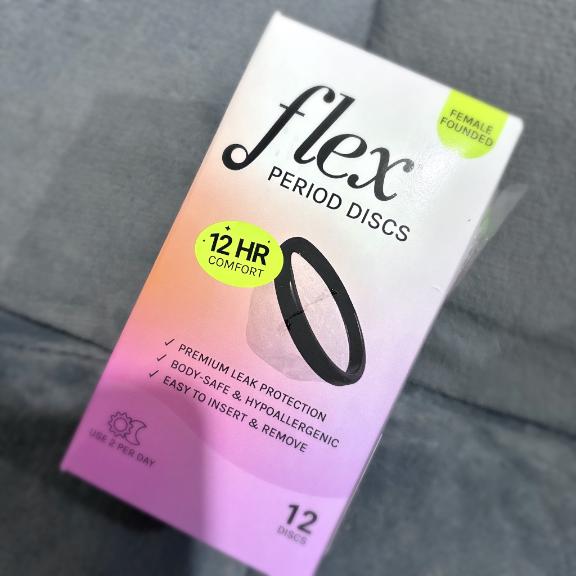 flex
PERIOD DISCS
FEMALE
FOUNDED
12 HR
COMFORT
✓ PREMIUM LEAK PROTECTION
✓ BODY-SAFE & HYPOALLERGENIC
✓ EASY TO INSERT & REMOVE
USE 2 PER DAY
12
DISCS